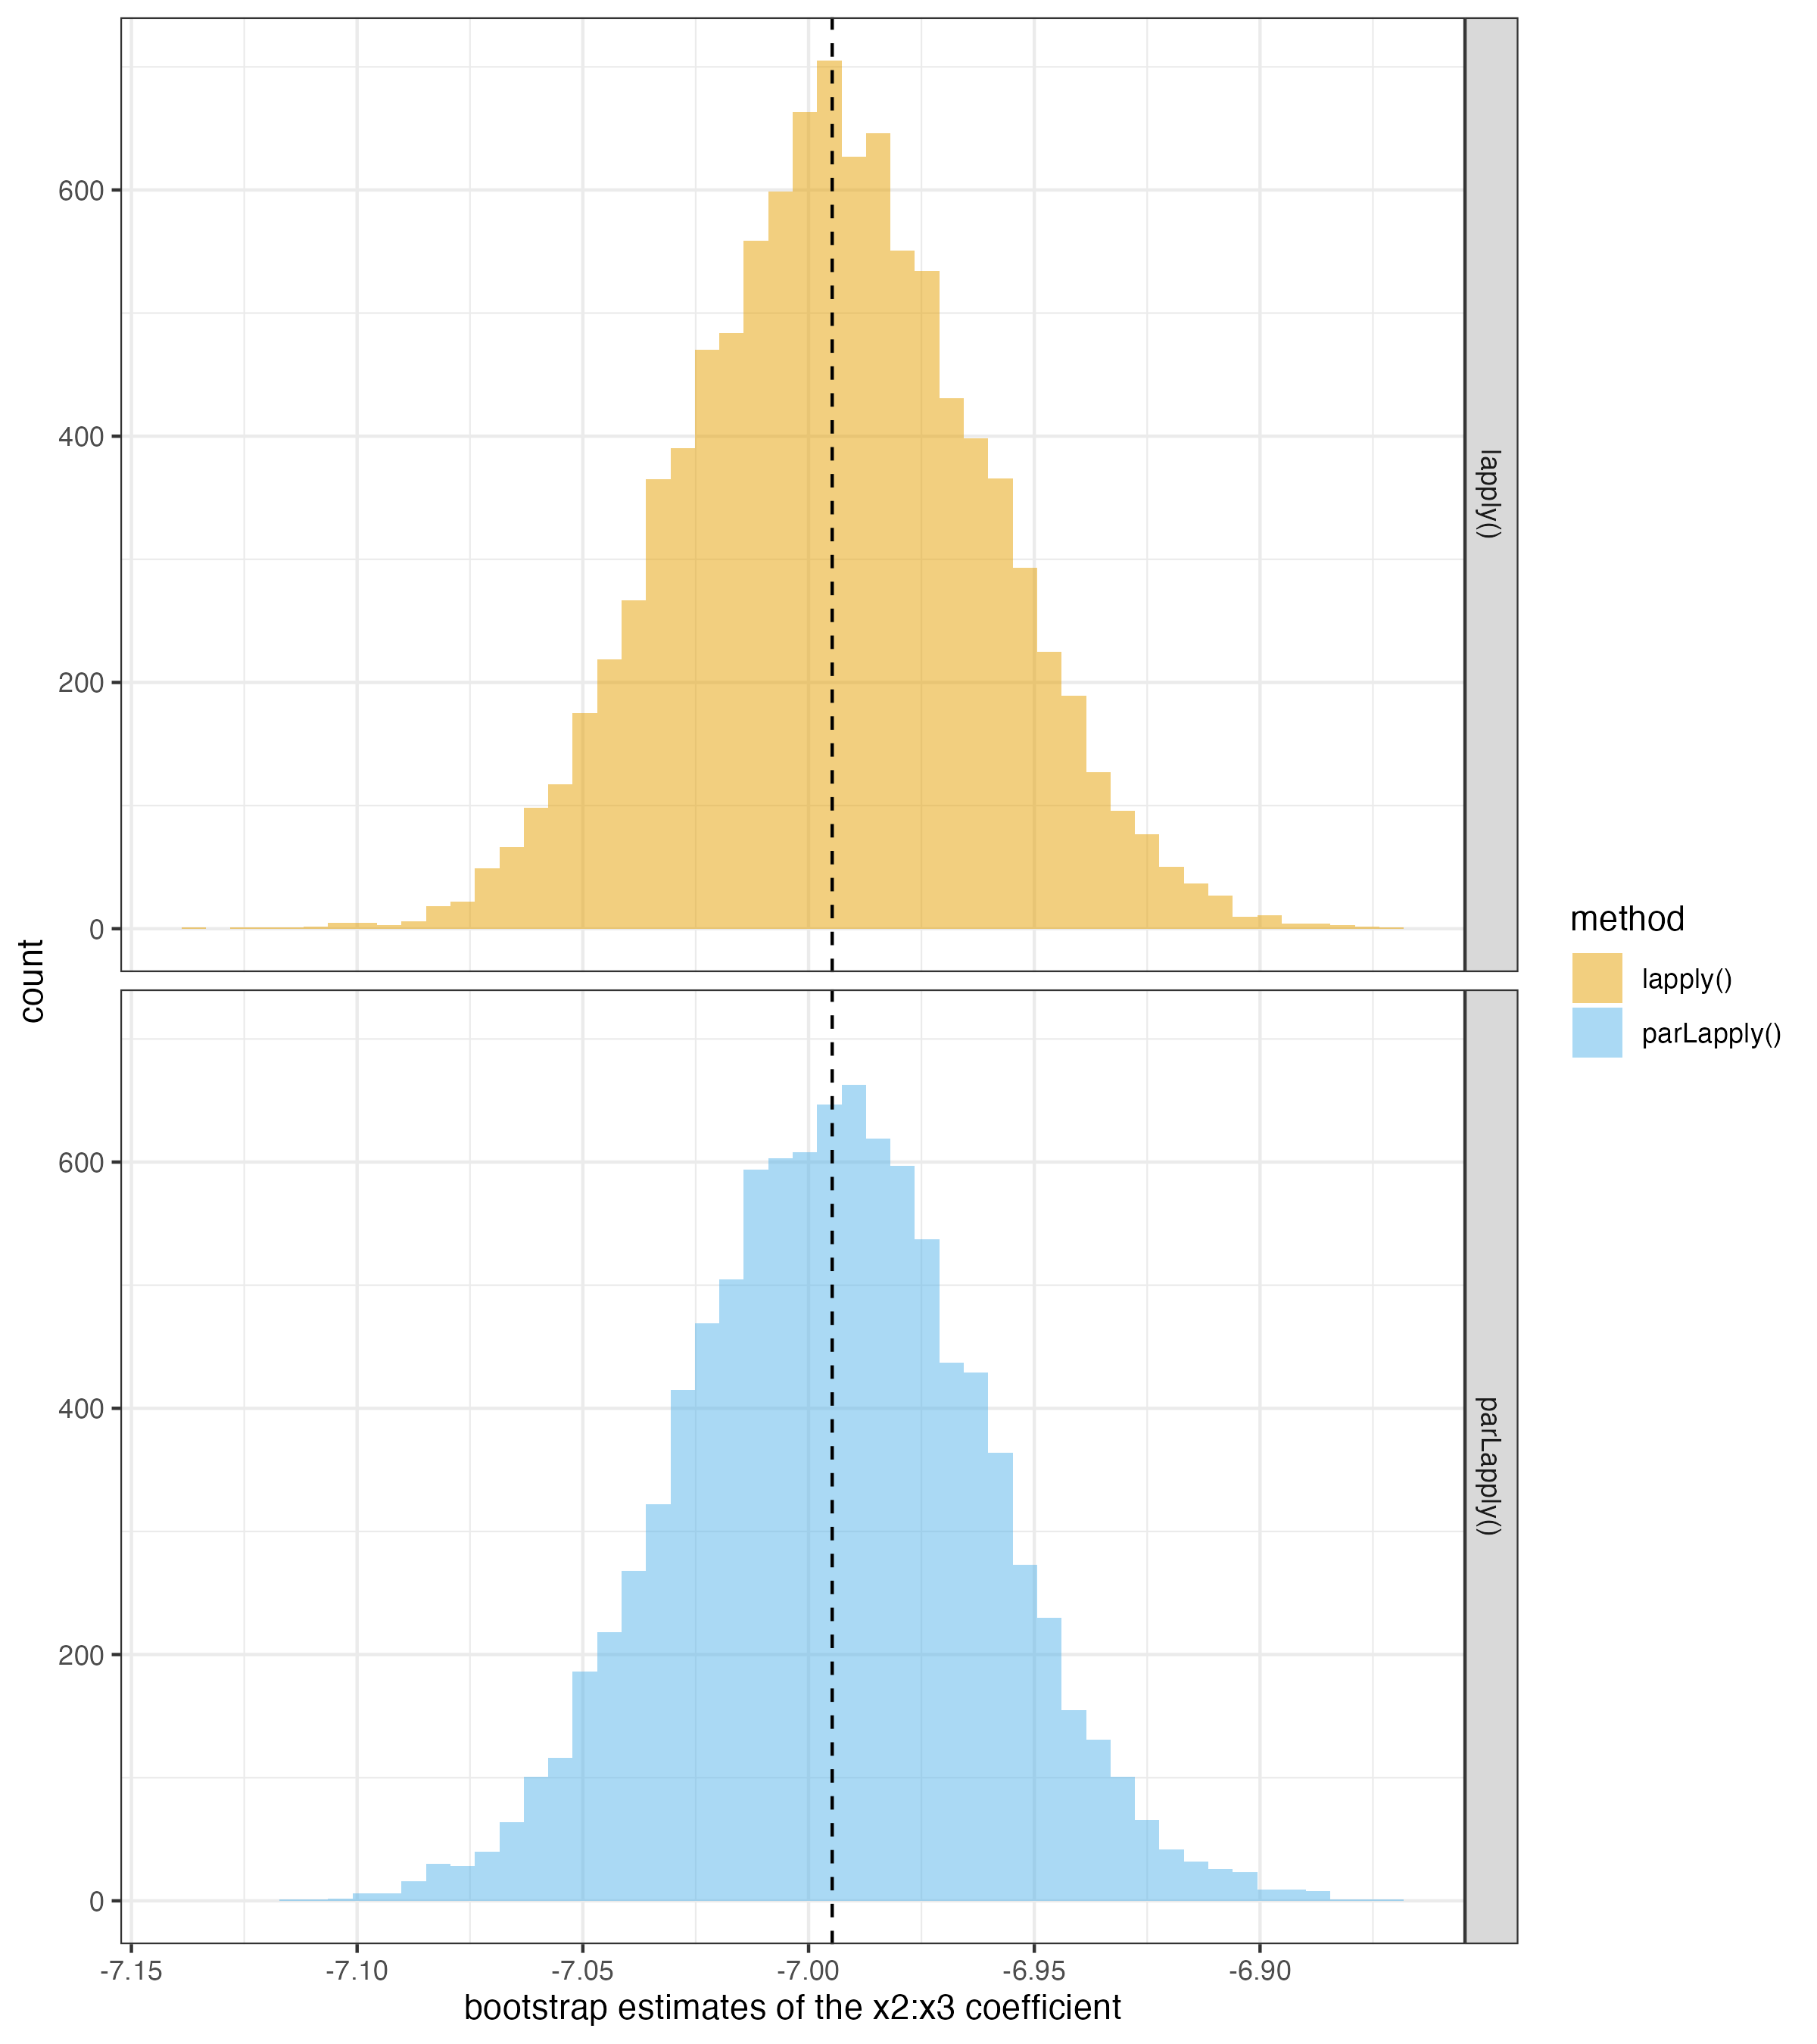 600
400
200
0
lapply()
count
600
400
200
0
parLapply()
-7.15
-7.10
-7.05
-7.00
-6.95
-6.90
bootstrap estimates of the x2:x3 coefficient
method
lapply()
parLapply()